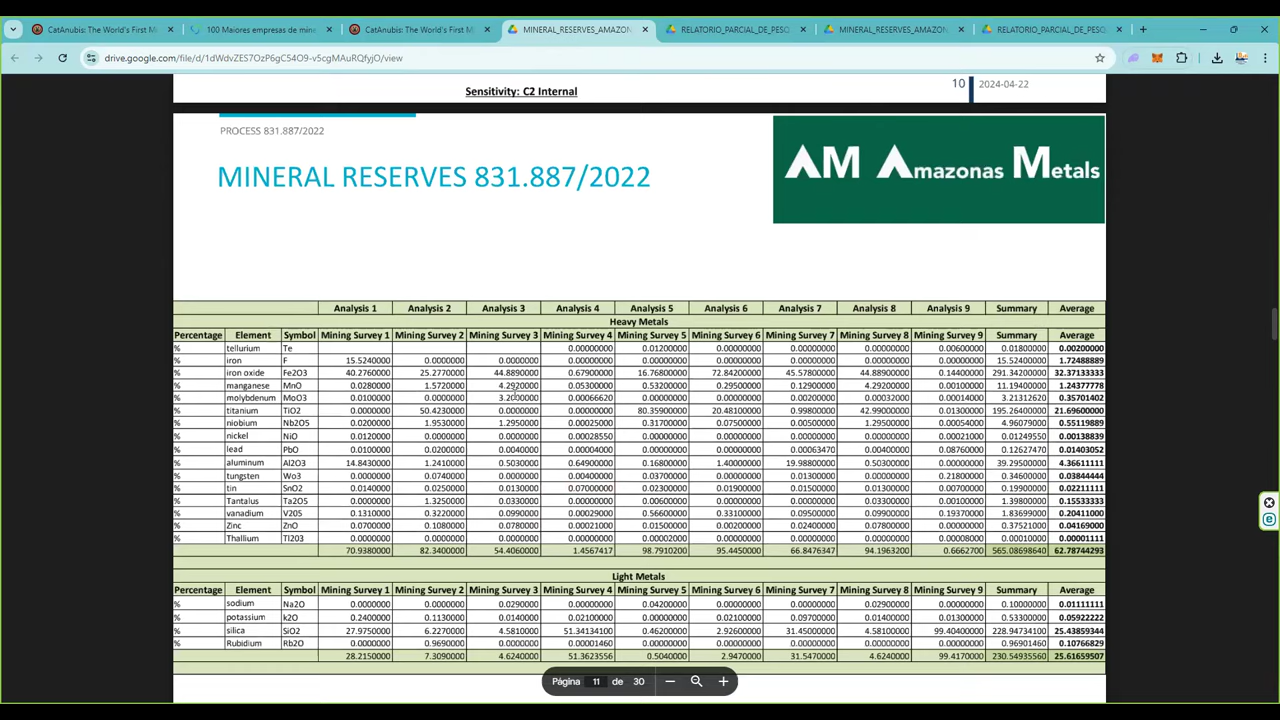 CatAnubis: The World's First M
100 Maiores empresas de mine
CatAnubis: The World's First M
MINERAL_RESERVES_AMAZON
RELATORIO_PARCIAL_DE_PESQ
MINERAL_RESERVES_AMAZON
RELATORIO_PARCIAL_DE_PESQ
drive.google.com/file/d/1dWdvZES7OzP6gC54O9-v5cgMAuRQfyjO/view
Sensitivity: C2 Internal
10 2024-04-22
PROCESS 831.887/2022
MINERAL RESERVES 831.887/2022
AM Amazonas Metals
Analysis 1 Analysis 2 Analysis 3 Analysis 4 Analysis 5 Analysis 6 Analysis 7 Analysis 8 Analysis 9 Summary Average
Heavy Metals
Percentage Element Symbol Mining Survey 1 Mining Survey 2 Mining Survey 3 Mining Survey 4 Mining Survey 5 Mining Survey 6 Mining Survey 7 Mining Survey 8 Mining Survey 9 Summary Average
% tellurium Te 0.00000000 0.01200000 0.00000000 0.00000000 0.00000000 0.00600000 0.01800000 0.00200000
% iron F 15.5240000 0.0000000 0.0000000 0.00000000 0.00000000 0.00000000 0.00000000 0.00000000 0.00000000 15.52400000 1.72488889
% iron oxide Fe2O3 40.2760000 25.2770000 44.8890000 0.67900000 16.76800000 72.84200000 45.57800000 44.88900000 0.14400000 291.34200000 32.37133333
% manganese MnO 0.0280000 1.5720000 4.2920000 0.05300000 0.53200000 0.29500000 0.12900000 4.29200000 0.00100000 11.19400000 1.24377778
% molybdenum MoO3 0.0100000 0.0000000 3.2000000 0.00066620 0.00000000 0.00000000 0.00200000 0.00032000 0.00014000 3.21312620 0.35701402
% titanium TiO2 0.0000000 50.4230000 0.0000000 0.00000000 80.35900000 20.48100000 0.99800000 42.99000000 0.01300000 195.26400000 21.69600000
% niobium Nb2O5 0.0200000 1.9530000 1.2950000 0.00025000 0.31700000 0.07500000 0.00500000 1.29500000 0.00054000 4.96079000 0.55119889
% nickel NiO 0.0120000 0.0000000 0.0000000 0.00028550 0.00000000 0.00000000 0.00000000 0.00000000 0.00021000 0.01249550 0.00138839
% lead PbO 0.0100000 0.0200000 0.0040000 0.00004000 0.00000000 0.00000000 0.00063470 0.00400000 0.08760000 0.12627470 0.01403052
% aluminum Al2O3 14.8430000 1.2410000 0.5030000 0.64900000 0.16800000 1.40000000 19.98800000 0.50300000 0.00000000 39.29500000 4.36611111
% tungsten Wo3 0.0000000 0.0740000 0.0000000 0.00400000 0.03700000 0.00000000 0.01300000 0.00000000 0.21800000 0.34600000 0.03844444
% tin SnO2 0.0140000 0.0250000 0.0130000 0.07000000 0.02300000 0.01900000 0.01500000 0.01300000 0.00700000 0.19900000 0.02211111
% Tantalus Ta2O5 0.0000000 1.3250000 0.0330000 0.00000000 0.00600000 0.00000000 0.00000000 0.03300000 0.00100000 1.39800000 0.15533333
% vanadium V2O5 0.1310000 0.3220000 0.0990000 0.00029000 0.56600000 0.33100000 0.09500000 0.09900000 0.19370000 1.83699000 0.20411000
% Zinc ZnO 0.0700000 0.1080000 0.0780000 0.00021000 0.01500000 0.00200000 0.02400000 0.07800000 0.00000000 0.37521000 0.04169000
% Thallium Tl2O3 0.0000000 0.0000000 0.0000000 0.00000000 0.00002000 0.00000000 0.00000000 0.00000000 0.00008000 0.00010000 0.00001111
70.9380000 82.3400000 54.4060000 1.4567417 98.7910200 95.4450000 66.8476347 94.1963200 0.6662700 565.08698640 62.78744293
Light Metals
Percentage Element Symbol Mining Survey 1 Mining Survey 2 Mining Survey 3 Mining Survey 4 Mining Survey 5 Mining Survey 6 Mining Survey 7 Mining Survey 8 Mining Survey 9 Summary Average
% sodium Na2O 0.0000000 0.0000000 0.0290000 0.00000000 0.04200000 0.00000000 0.00000000 0.02900000 0.00000000 0.10000000 0.01111111
% potassium k2O 0.2400000 0.1130000 0.0140000 0.02100000 0.00000000 0.02100000 0.09700000 0.01400000 0.01300000 0.53300000 0.05922222
% silica SiO2 27.9750000 6.2270000 4.5810000 51.34134100 0.46200000 2.92600000 31.45000000 4.58100000 99.40400000 228.94734100 25.43859344
% Rubidium Rb2O 0.0000000 0.9690000 0.0000000 0.00001460 0.00000000 0.00000000 0.00000000 0.00000000 0.00000000 0.96901460 0.10766829
28.2150000 7.3090000 4.6240000 51.3623556 0.5040000 2.9470000 31.5470000 4.6240000 99.4170000 230.54935560 25.61659507
Página 11 de 30